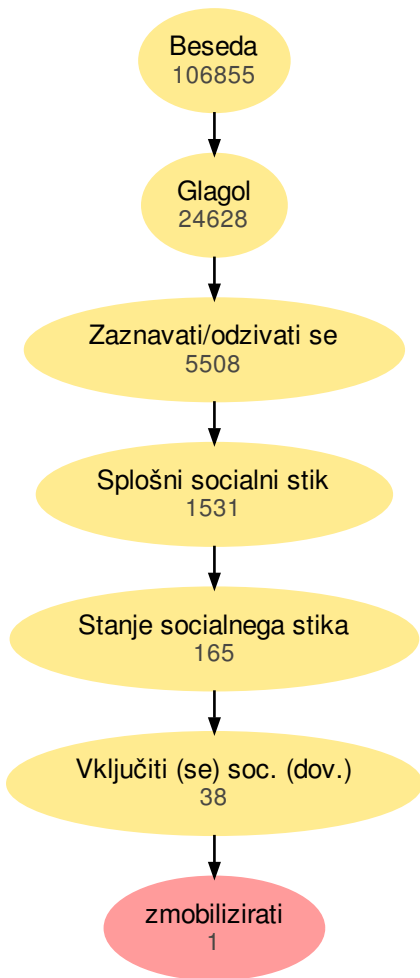 Beseda
106855
Glagol
24628
Zaznavati/odzivati se
5508
Splošni socialni stik
1531
Stanje socialnega stika
165
Vključiti (se) soc. (dov.)
38
zmobilizirati
1